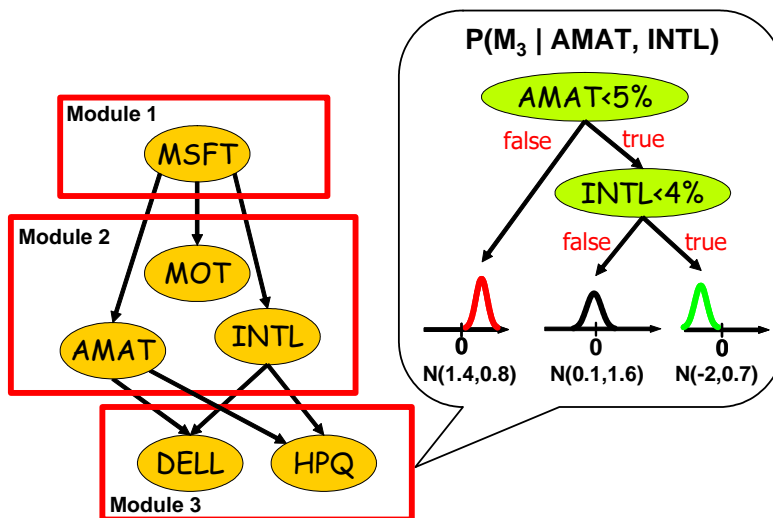 P(M3 | AMAT, INTL)
AMAT<5%
false
true
INTL<4%
false
true
0
0
0
N(1.4,0.8)
N(0.1,1.6)
N(-2,0.7)
Module 1
MSFT
Module 2
MOT
AMAT
INTL
DELL
HPQ
Module 3